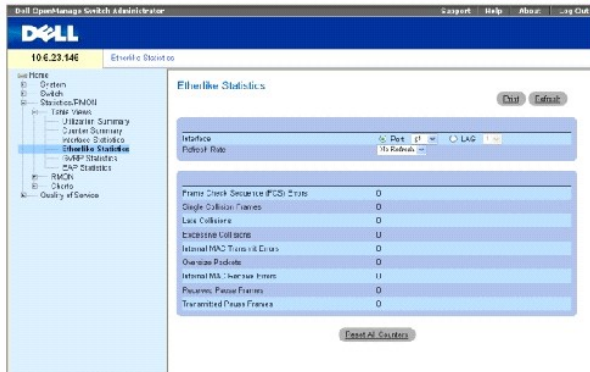 Dell OpenManage Switch Administrator
Support Help About Log Out
DELL
10.6.23.146
Etherlike Statistics
Home
System
Switch
Statistics/RMON
Table Views
Utilization Summary
Counter Summary
Interface Statistics
Etherlike Statistics
GVRP Statistics
EAP Statistics
RMON
Charts
Quality of Service
Etherlike Statistics
Print Refresh
Interface Port g1 LAG 1
Refresh Rate No Refresh
Frame Check Sequence (FCS) Errors 0
Single Collision Frames 0
Late Collisions 0
Excessive Collisions 0
Internal MAC Transmit Errors 0
Oversize Packets 0
Internal MAC Receive Errors 0
Received Pause Frames 0
Transmitted Pause Frames 0
Reset All Counters